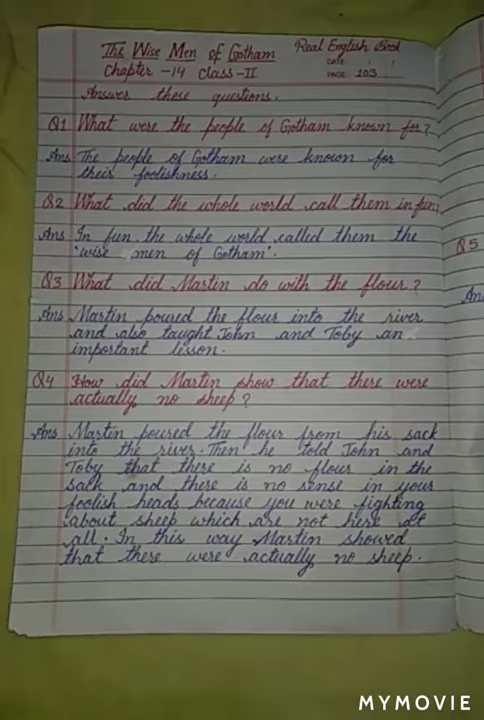 The Wise Men of Gotham
Real English Book
Chapter -14 class-II
DATE
PAGE 103
Answer these questions.
Q1 What were the people of Gotham known for?
Ans The people of Gotham were known for
their foolishness.
Q2 What did the whole world call them in fun?
Ans In fun the whole world called them the
'wise men of Gotham'.
Q3 What did Martin do with the flour?
Ans Martin poured the flour into the river
and also taught John and Toby an
important lesson.
Q4 How did Martin show that there were
actually no sheep?
Ans Martin poured the flour from his sack
into the river. Then he told John and
Toby that there is no flour in the
sack and there is no sense in your
foolish heads because you were fighting
about sheep which are not here at
all. In this way Martin showed
that there were actually no sheep.
Q5
An
MYMOVIE